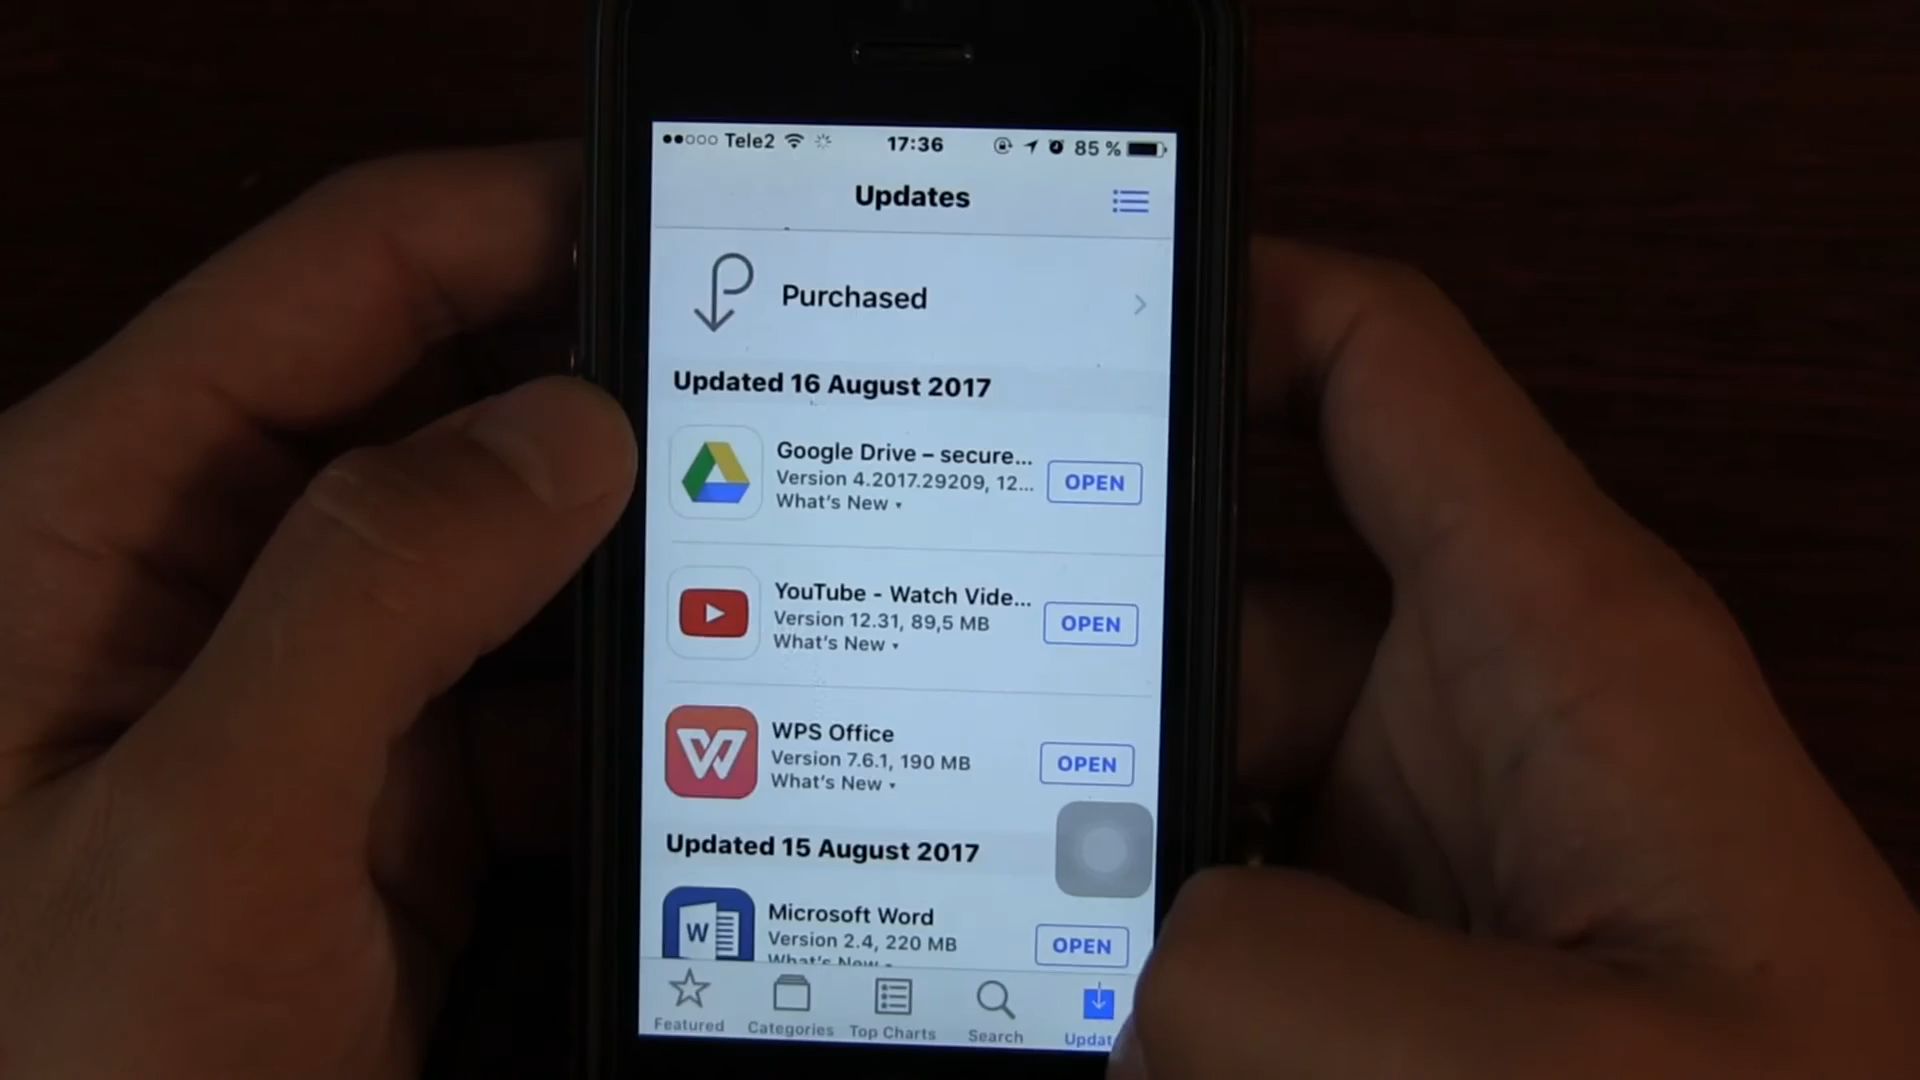 Tele2 17:36 85 %
Updates
Purchased
Updated 16 August 2017
Google Drive – secure...
Version 4.2017.29209, 12...
What's New
OPEN
YouTube - Watch Vide...
Version 12.31, 89,5 MB
What's New
OPEN
WPS Office
Version 7.6.1, 190 MB
What's New
OPEN
Updated 15 August 2017
W
Microsoft Word
Version 2.4, 220 MB
What's New
OPEN
Featured Categories Top Charts Search Updat